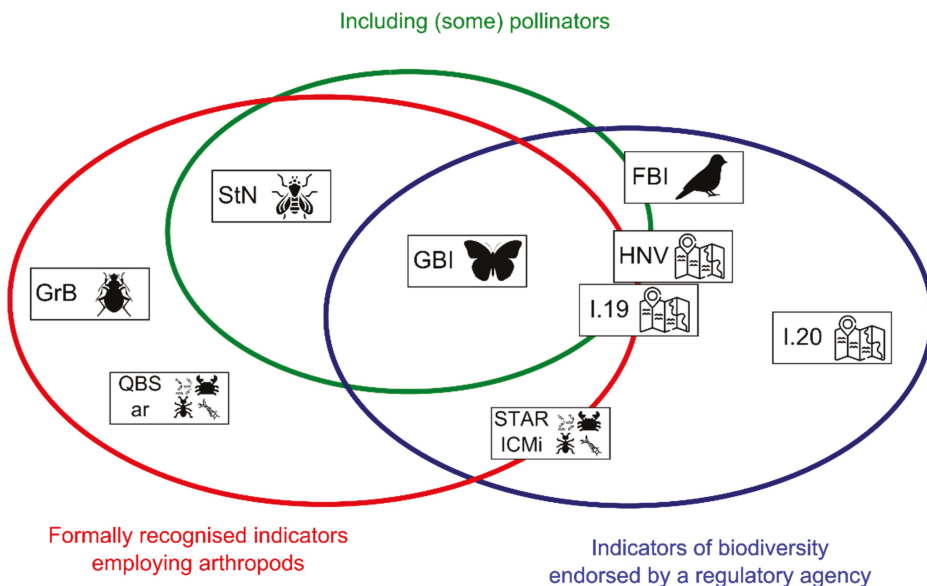 Including (some) pollinators
FBI
StN
GBI
HNV
GrB
I.19
I.20
QBS
ar
STAR
ICMi
Formally recognised indicators
employing arthropods
Indicators of biodiversity
endorsed by a regulatory agency